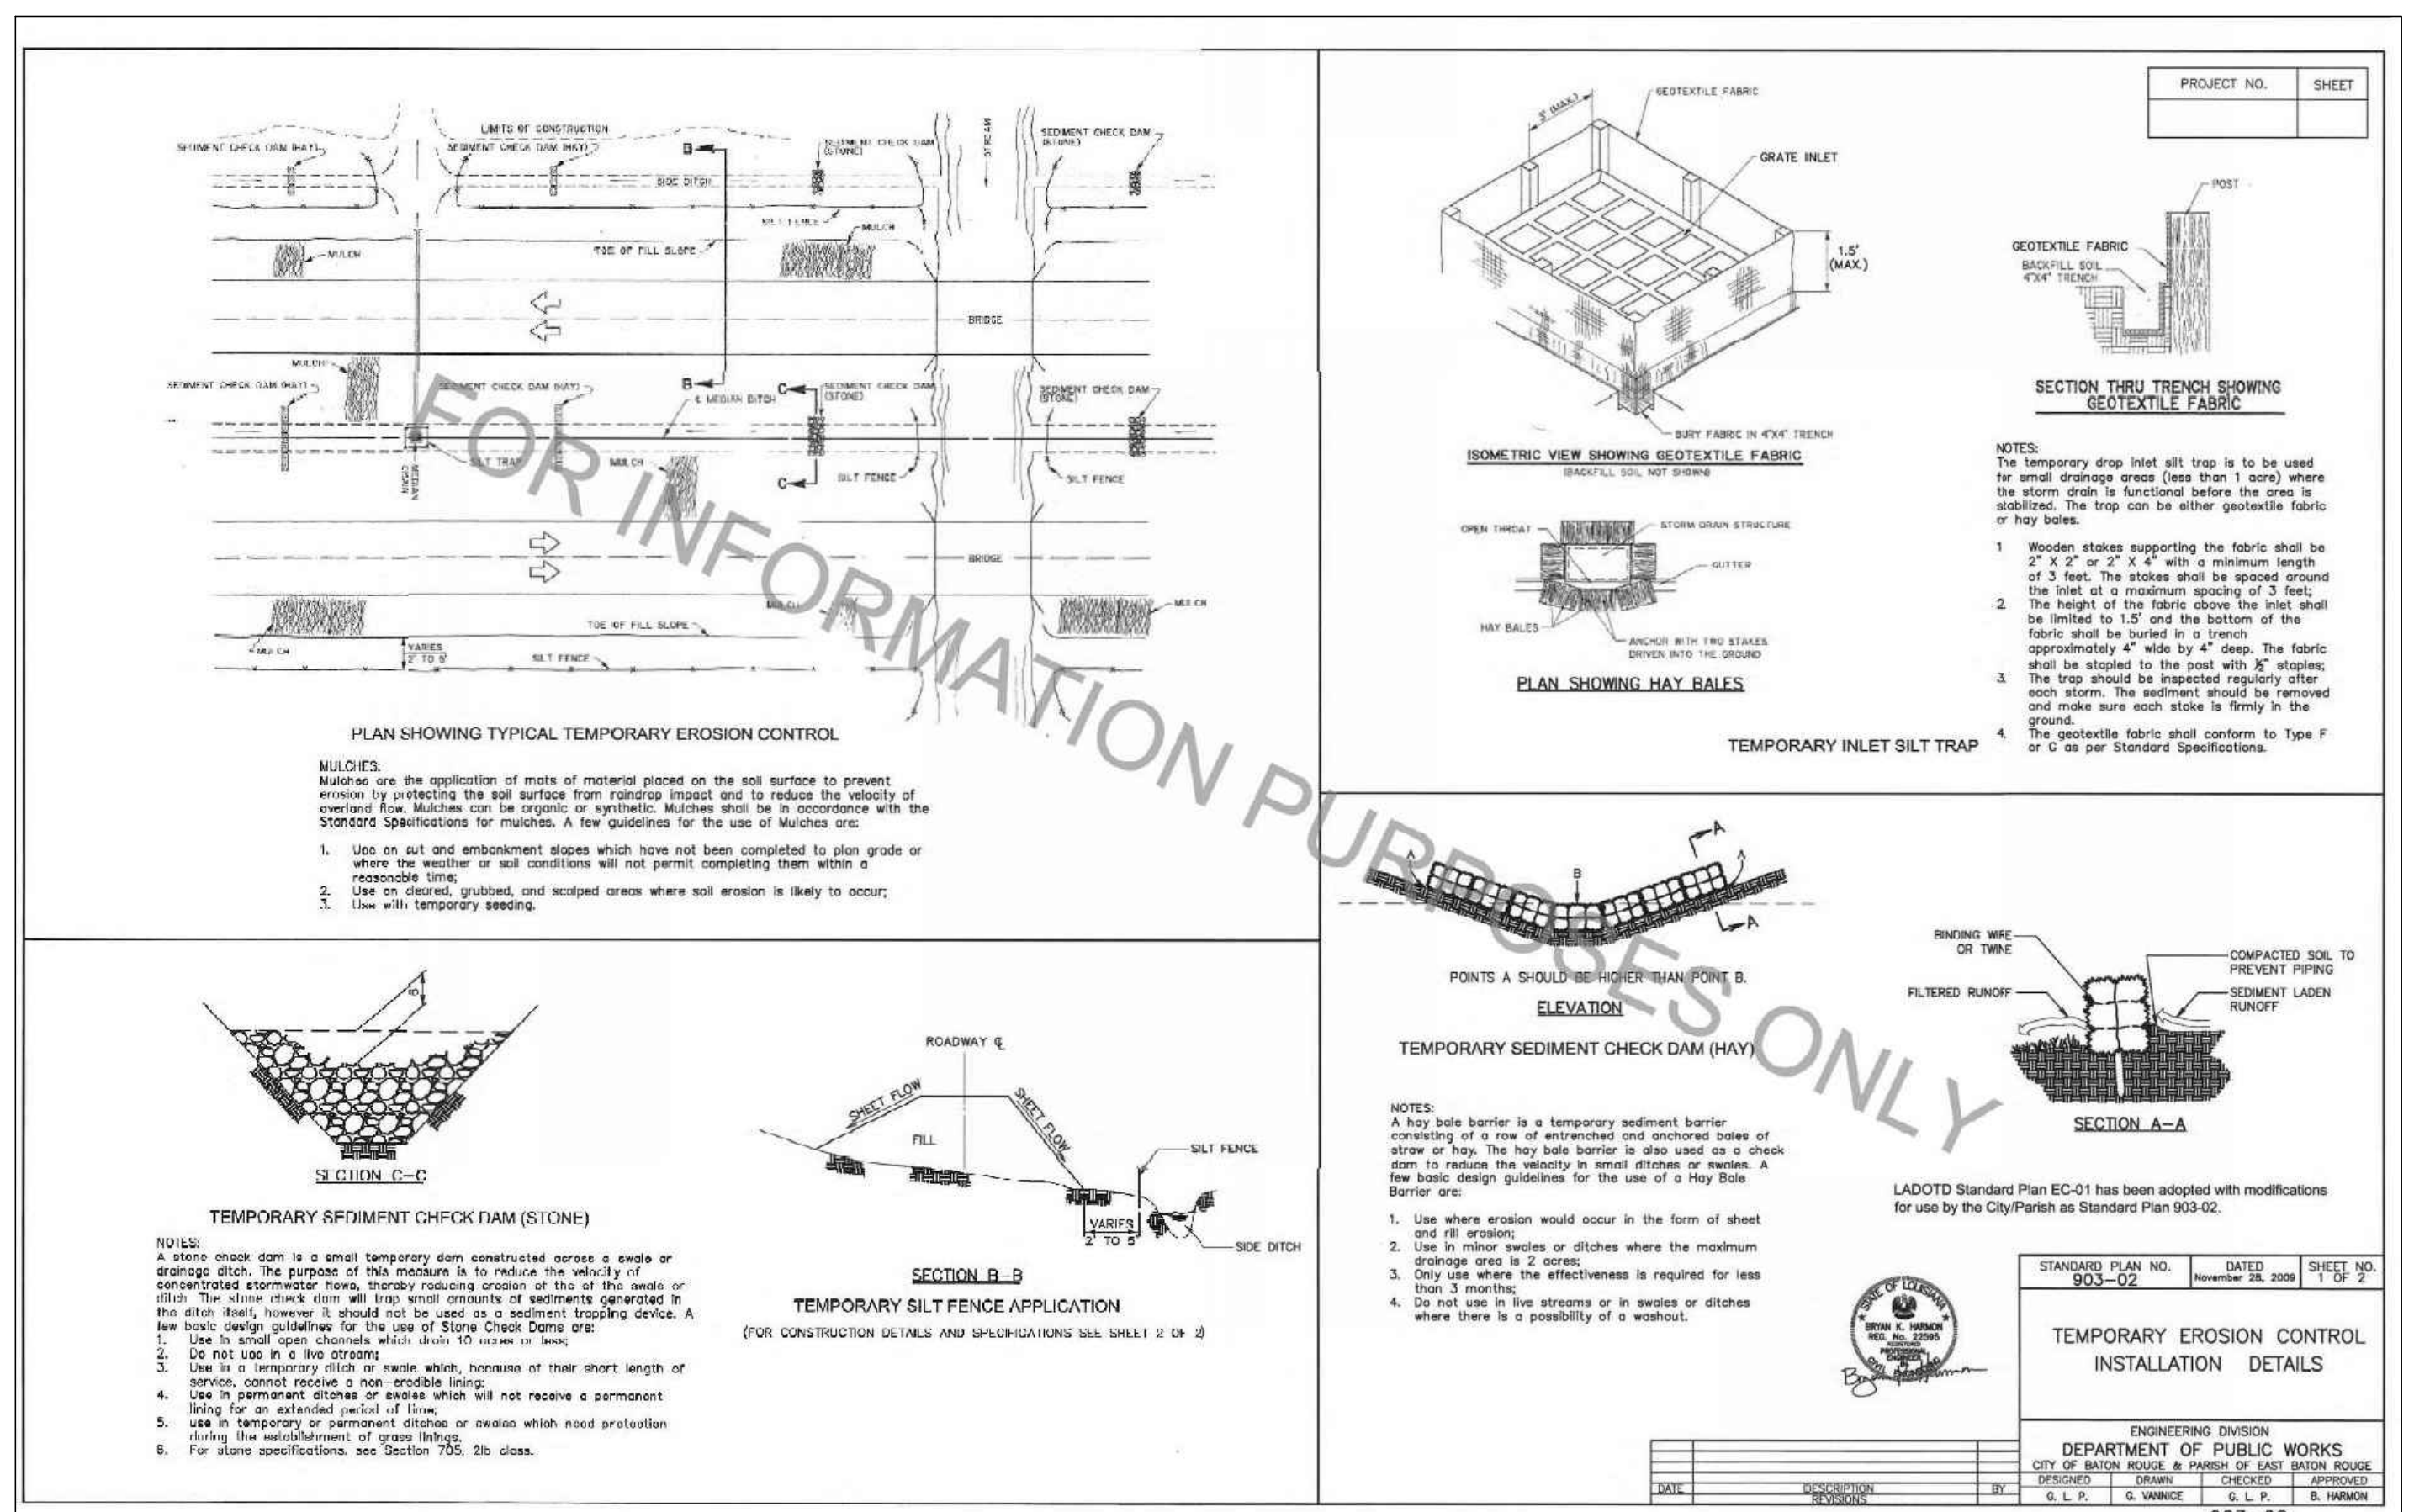 PROJECT NO.
SHEET
LIMITS OF CONSTRUCTION
SEDIMENT CHECK DAM (HAY)
SEDIMENT CHECK DAM (HAY)
B
SEDIMENT CHECK DAM
(STONE)
STREAM
SEDIMENT CHECK DAM
(STONE)
SIDE DITCH
SILT FENCE
MULCH
MULCH
TOE OF FILL SLOPE
BRIDGE
MULCH
SEDIMENT CHECK DAM (HAY)
SEDIMENT CHECK DAM (HAY)
B
C
SEDIMENT CHECK DAM
(STONE)
SEDIMENT CHECK DAM
(STONE)
℄ MEDIAN DITCH
SILT TRAP
MEDIAN
DRAIN
MULCH
C
SILT FENCE
SILT FENCE
BRIDGE
MULCH
MULCH
TOE OF FILL SLOPE
MULCH
VARIES
2' TO 5'
SILT FENCE
PLAN SHOWING TYPICAL TEMPORARY EROSION CONTROL
MULCHES:
Mulches are the application of mats of material placed on the soil surface to prevent
erosion by protecting the soil surface from raindrop impact and to reduce the velocity of
overland flow. Mulches can be organic or synthetic. Mulches shall be in accordance with the
Standard Specifications for mulches. A few guidelines for the use of Mulches are:
1. Use on cut and embankment slopes which have not been completed to plan grade or
where the weather or soil conditions will not permit completing them within a
reasonable time;
2. Use on cleared, grubbed, and scalped areas where soil erosion is likely to occur;
3. Use with temporary seeding.
3' (MAX.)
GEOTEXTILE FABRIC
GRATE INLET
1.5'
(MAX.)
BURY FABRIC IN 4"X4" TRENCH
ISOMETRIC VIEW SHOWING GEOTEXTILE FABRIC
(BACKFILL SOIL NOT SHOWN)
POST
GEOTEXTILE FABRIC
BACKFILL SOIL
4"X4" TRENCH
SECTION THRU TRENCH SHOWING
GEOTEXTILE FABRIC
OPEN THROAT
STORM DRAIN STRUCTURE
GUTTER
HAY BALES
ANCHOR WITH TWO STAKES
DRIVEN INTO THE GROUND
PLAN SHOWING HAY BALES
TEMPORARY INLET SILT TRAP
NOTES:
The temporary drop inlet silt trap is to be used
for small drainage areas (less than 1 acre) where
the storm drain is functional before the area is
stabilized. The trap can be either geotextile fabric
or hay bales.
1 Wooden stakes supporting the fabric shall be
2" X 2" or 2" X 4" with a minimum length
of 3 feet. The stakes shall be spaced around
the inlet at a maximum spacing of 3 feet;
2. The height of the fabric above the inlet shall
be limited to 1.5' and the bottom of the
fabric shall be buried in a trench
approximately 4" wide by 4" deep. The fabric
shall be stapled to the post with ½" staples;
3. The trap should be inspected regularly after
each storm. The sediment should be removed
and make sure each stake is firmly in the
ground.
4. The geotextile fabric shall conform to Type F
or G as per Standard Specifications.
SECTION C-C
TEMPORARY SEDIMENT CHECK DAM (STONE)
NOTES:
A stone check dam is a small temporary dam constructed across a swale or
drainage ditch. The purpose of this measure is to reduce the velocity of
concentrated stormwater flows, thereby reducing erosion of the of the swale or
ditch. The stone check dam will trap small amounts of sediments generated in
the ditch itself, however it should not be used as a sediment trapping device. A
few basic design guidelines for the use of Stone Check Dams are:
1. Use in small open channels which drain 10 acres or less;
2. Do not use in a live stream;
3. Use in a temporary ditch or swale which, because of their short length of
service, cannot receive a non-erodible lining;
4. Use in permanent ditches or swales which will not receive a permanent
lining for an extended period of time;
5. use in temporary or permanent ditches or swales which need protection
during the establishment of grass linings.
6. For stone specifications, see Section 705, 2lb class.
ROADWAY ℄
SHEET FLOW
SHEET FLOW
FILL
SILT FENCE
VARIES
2' TO 5'
SIDE DITCH
SECTION B-B
TEMPORARY SILT FENCE APPLICATION
(FOR CONSTRUCTION DETAILS AND SPECIFICATIONS SEE SHEET 2 OF 2)
A
B
A
A
A
POINTS A SHOULD BE HIGHER THAN POINT B.
ELEVATION
TEMPORARY SEDIMENT CHECK DAM (HAY)
NOTES:
A hay bale barrier is a temporary sediment barrier
consisting of a row of entrenched and anchored bales of
straw or hay. The hay bale barrier is also used as a check
dam to reduce the velocity in small ditches or swales. A
few basic design guidelines for the use of a Hay Bale
Barrier are:
1. Use where erosion would occur in the form of sheet
and rill erosion;
2. Use in minor swales or ditches where the maximum
drainage area is 2 acres;
3. Only use where the effectiveness is required for less
than 3 months;
4. Do not use in live streams or in swales or ditches
where there is a possibility of a washout.
BINDING WIRE
OR TWINE
COMPACTED SOIL TO
PREVENT PIPING
FILTERED RUNOFF
SEDIMENT LADEN
RUNOFF
SECTION A-A
LADOTD Standard Plan EC-01 has been adopted with modifications
for use by the City/Parish as Standard Plan 903-02.
STATE OF LOUISIANA
BRYAN K. HARMON
REG. No. 22595
REGISTERED
PROFESSIONAL
ENGINEER
IN
CIVIL ENGINEERING
STANDARD PLAN NO.
903-02
DATED
November 28, 2009
SHEET NO.
1 OF 2
TEMPORARY EROSION CONTROL
INSTALLATION DETAILS
ENGINEERING DIVISION
DEPARTMENT OF PUBLIC WORKS
CITY OF BATON ROUGE & PARISH OF EAST BATON ROUGE
DESIGNED
G. L. P.
DRAWN
G. VANNICE
CHECKED
G. L. P.
APPROVED
B. HARMON
DATE
DESCRIPTION
BY
REVISIONS
FOR INFORMATION PURPOSES ONLY